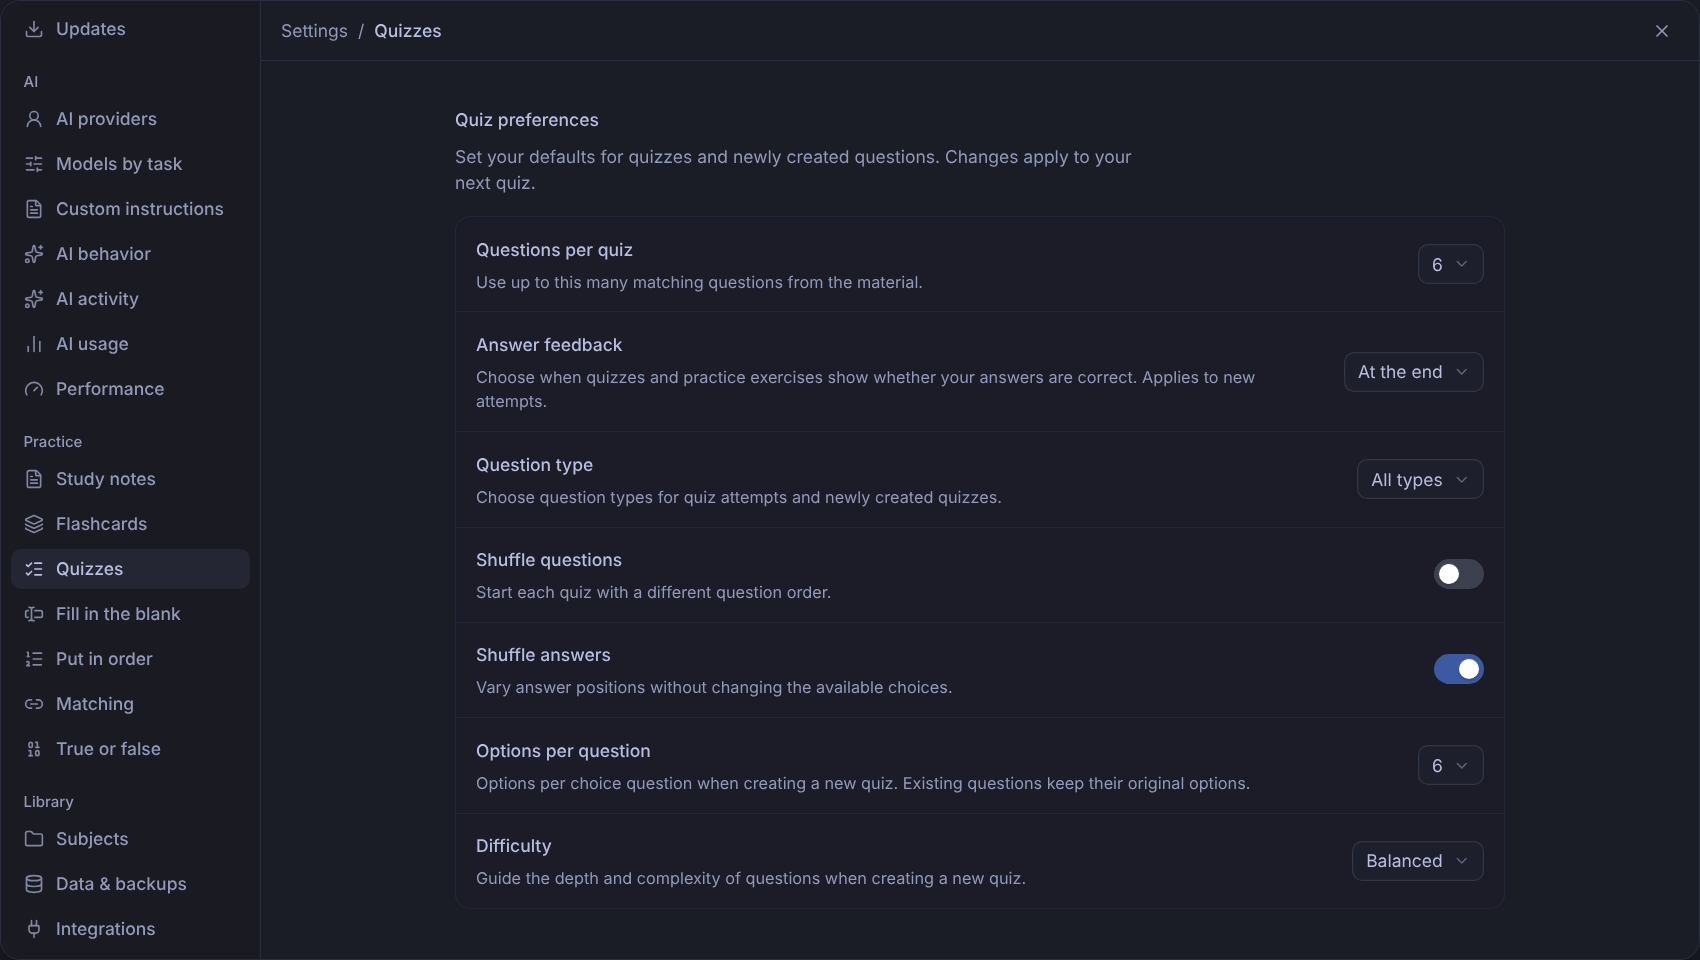 Updates
AI
AI providers
Models by task
Custom instructions
AI behavior
AI activity
AI usage
Performance
Practice
Study notes
Flashcards
Quizzes
Fill in the blank
Put in order
Matching
True or false
Library
Subjects
Data & backups
Integrations
Settings / Quizzes
Quiz preferences
Set your defaults for quizzes and newly created questions. Changes apply to your
next quiz.
Questions per quiz
Use up to this many matching questions from the material.
6
Answer feedback
Choose when quizzes and practice exercises show whether your answers are correct. Applies to new
attempts.
At the end
Question type
Choose question types for quiz attempts and newly created quizzes.
All types
Shuffle questions
Start each quiz with a different question order.
Shuffle answers
Vary answer positions without changing the available choices.
Options per question
Options per choice question when creating a new quiz. Existing questions keep their original options.
6
Difficulty
Guide the depth and complexity of questions when creating a new quiz.
Balanced